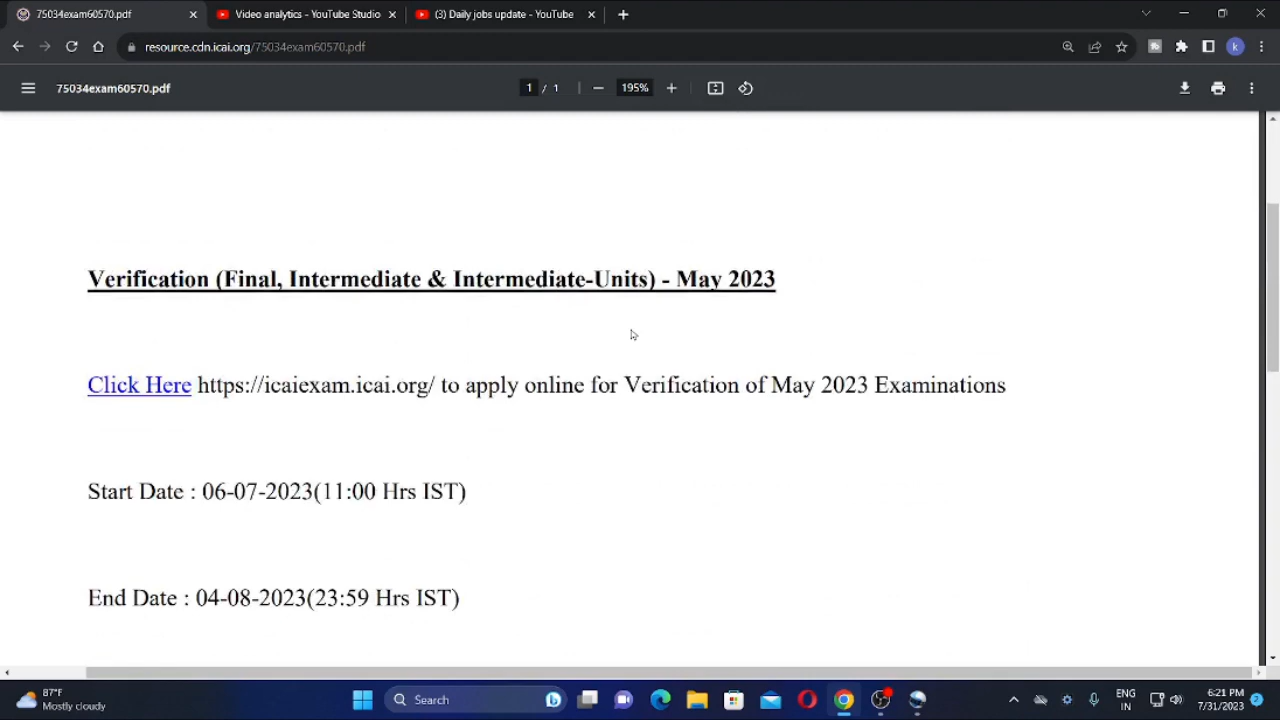 75034exam60570.pdf
Video analytics - YouTube Studio
(3) Daily jobs update - YouTube
resource.cdn.icai.org/75034exam60570.pdf
k
75034exam60570.pdf
1 / 1
195%
Verification (Final, Intermediate & Intermediate-Units) - May 2023
Click Here https://icaiexam.icai.org/ to apply online for Verification of May 2023 Examinations
Start Date : 06-07-2023(11:00 Hrs IST)
End Date : 04-08-2023(23:59 Hrs IST)
87°F
Mostly cloudy
Search
ENG
IN
6:21 PM
7/31/2023